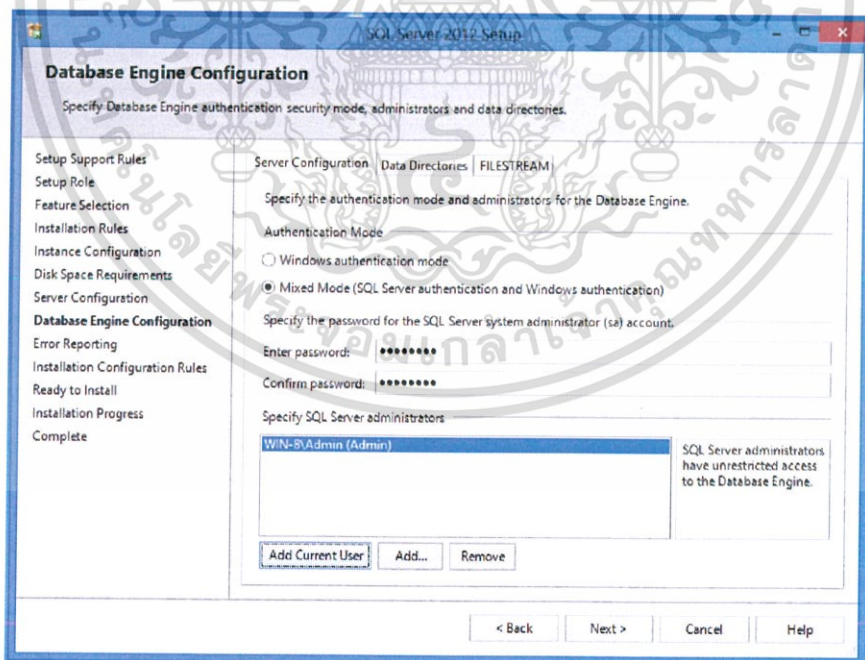 SQL Server 2012 Setup
Database Engine Configuration
Specify Database Engine authentication security mode, administrators and data directories.
Setup Support Rules
Setup Role
Feature Selection
Installation Rules
Instance Configuration
Disk Space Requirements
Server Configuration
Database Engine Configuration
Error Reporting
Installation Configuration Rules
Ready to Install
Installation Progress
Complete
Server Configuration Data Directories FILESTREAM
Specify the authentication mode and administrators for the Database Engine.
Authentication Mode
Windows authentication mode
Mixed Mode (SQL Server authentication and Windows authentication)
Specify the password for the SQL Server system administrator (sa) account.
Enter password: ●●●●●●●●
Confirm password: ●●●●●●●●
Specify SQL Server administrators
WIN-8\Admin (Admin)
SQL Server administrators
have unrestricted access
to the Database Engine.
Add Current User Add... Remove
< Back Next > Cancel Help